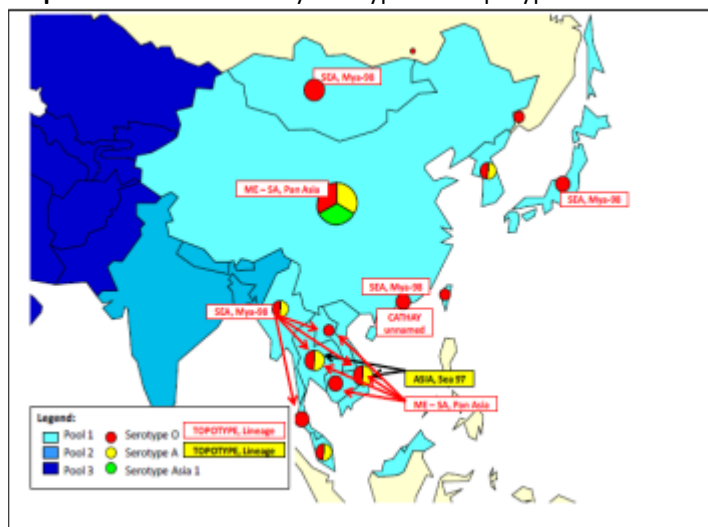 SEA, Mya-98
ME – SA, Pan Asia
SEA, Mya-98
SEA, Mya-98
SEA, Mya-98
CATHAY
unnamed
ASIA, Sea 97
ME – SA, Pan Asia
Legend:
Pool 1 Serotype O TOPOTYPE, Lineage
Pool 2 Serotype A TOPOTYPE, Lineage
Pool 3 Serotype Asia 1